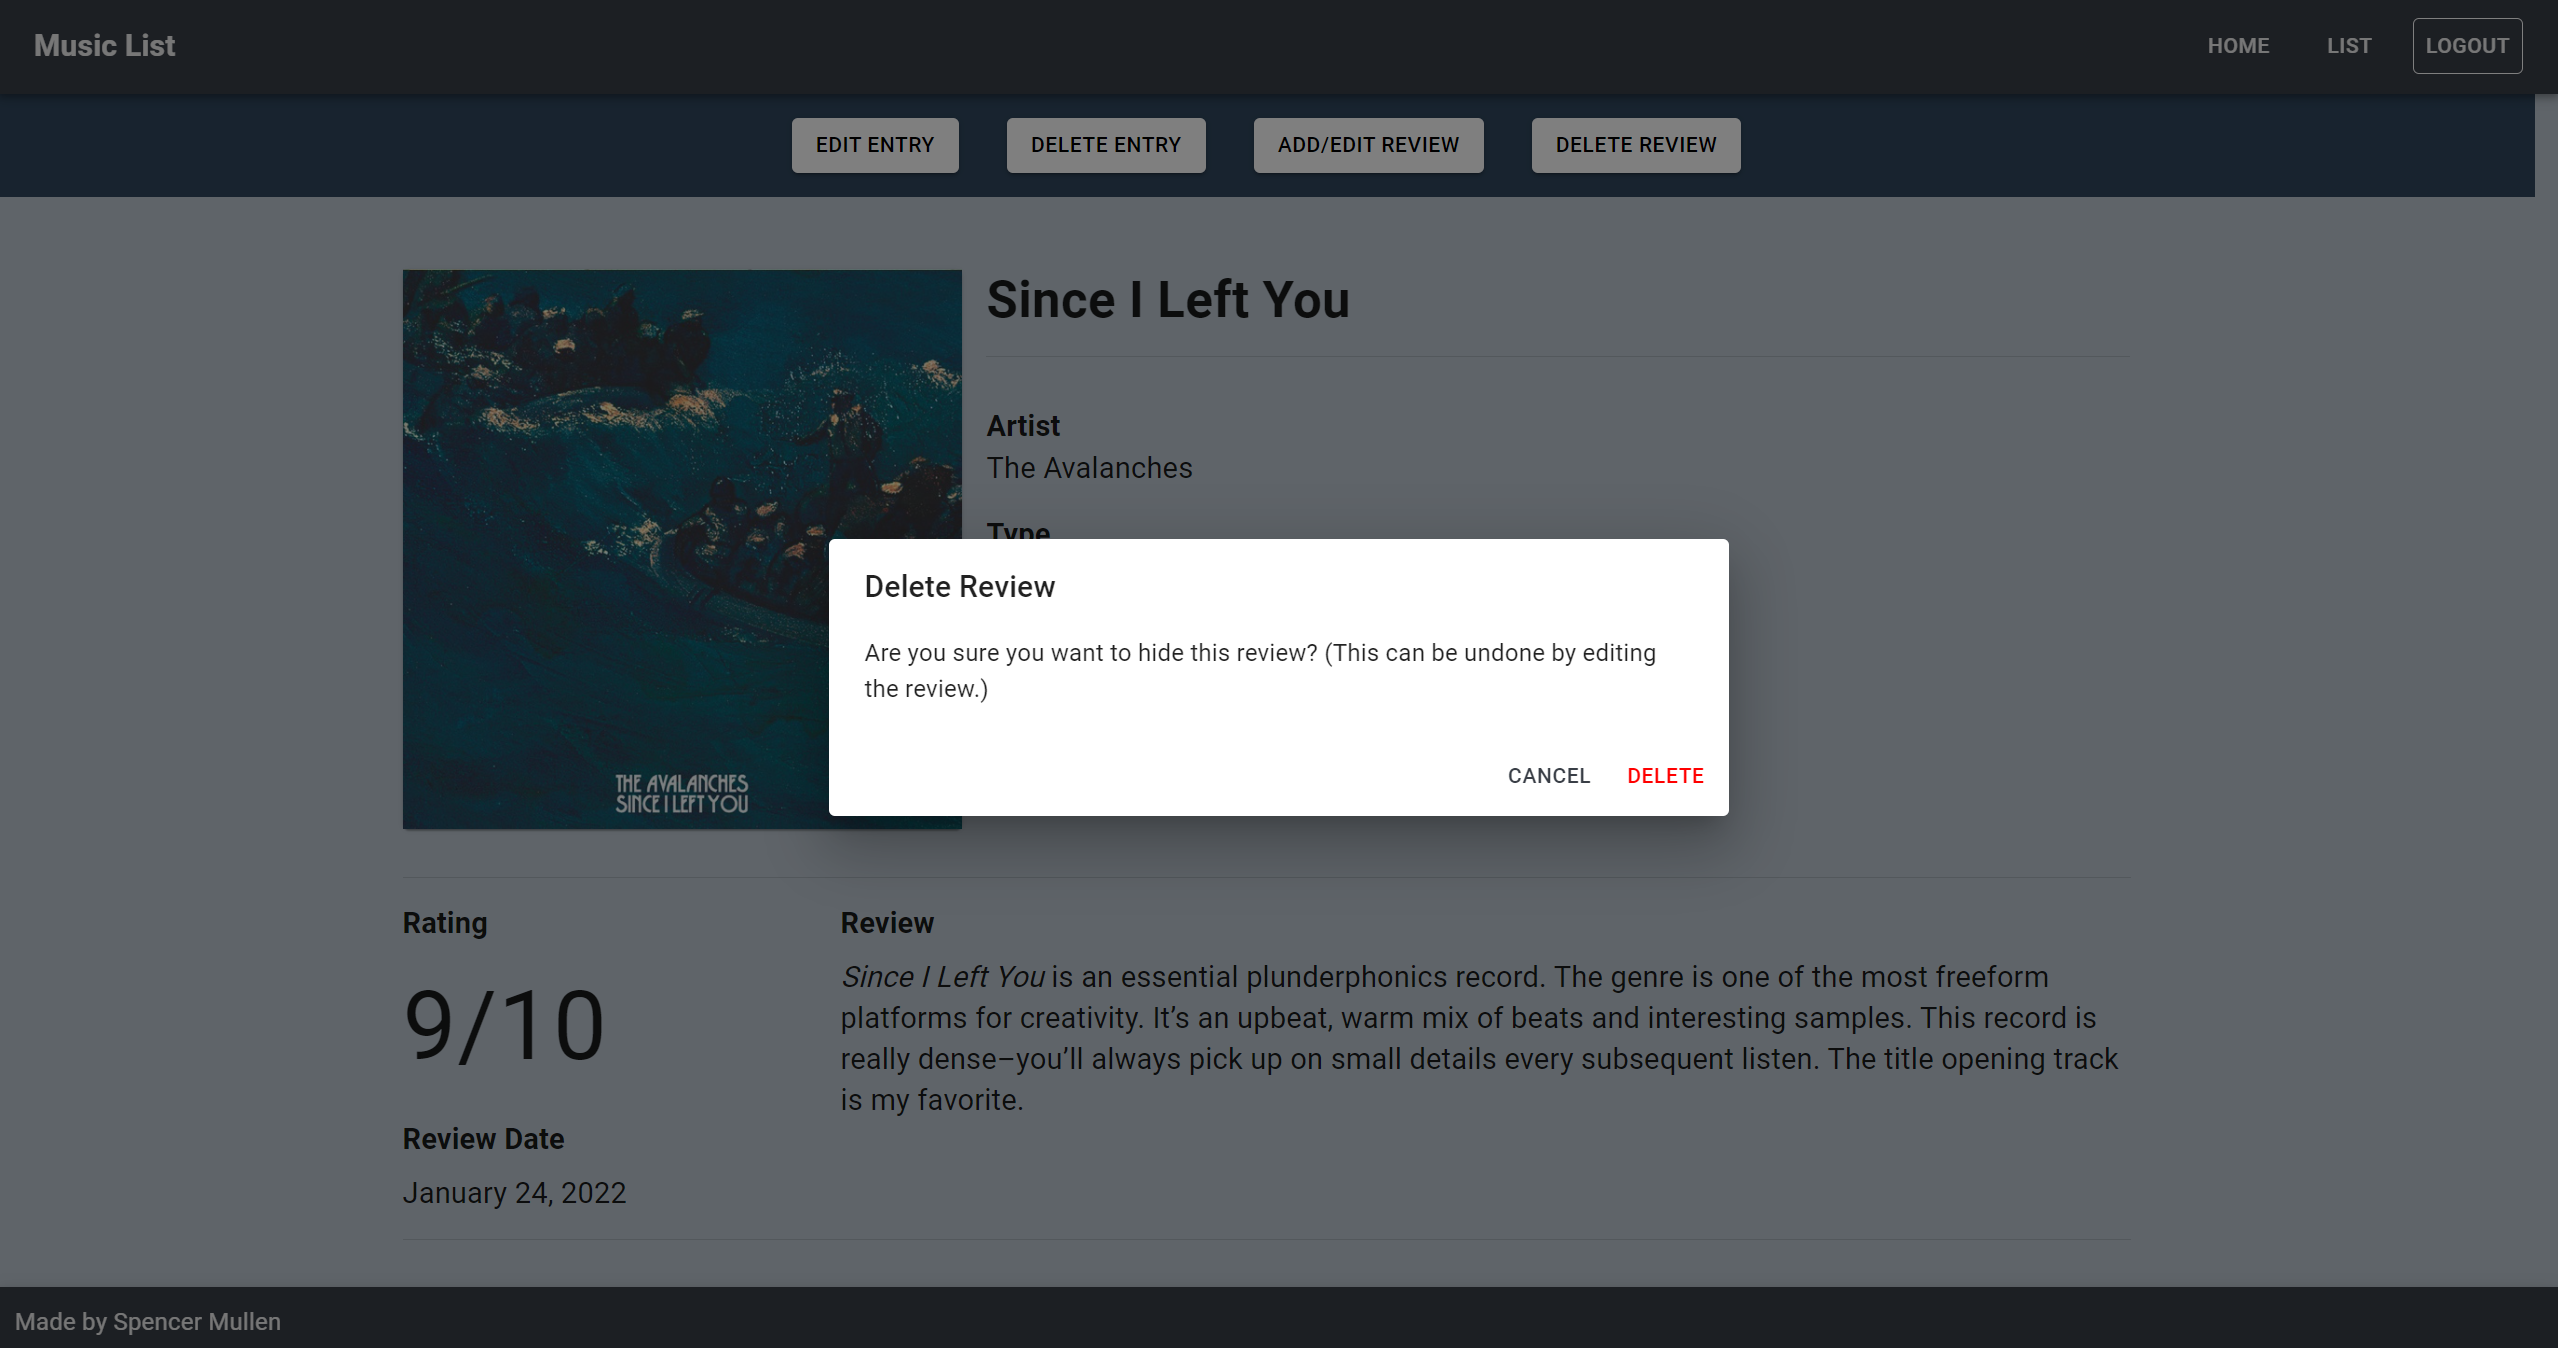 Music List
HOME
LIST
LOGOUT
EDIT ENTRY
DELETE ENTRY
ADD/EDIT REVIEW
DELETE REVIEW
Since I Left You
Artist
The Avalanches
Type
Delete Review
Are you sure you want to hide this review? (This can be undone by editing
the review.)
CANCEL
DELETE
THE AVALANCHES
SINCE I LEFT YOU
Rating
9/10
Review Date
January 24, 2022
Review
Since I Left You is an essential plunderphonics record. The genre is one of the most freeform
platforms for creativity. It’s an upbeat, warm mix of beats and interesting samples. This record is
really dense–you’ll always pick up on small details every subsequent listen. The title opening track
is my favorite.
Made by Spencer Mullen